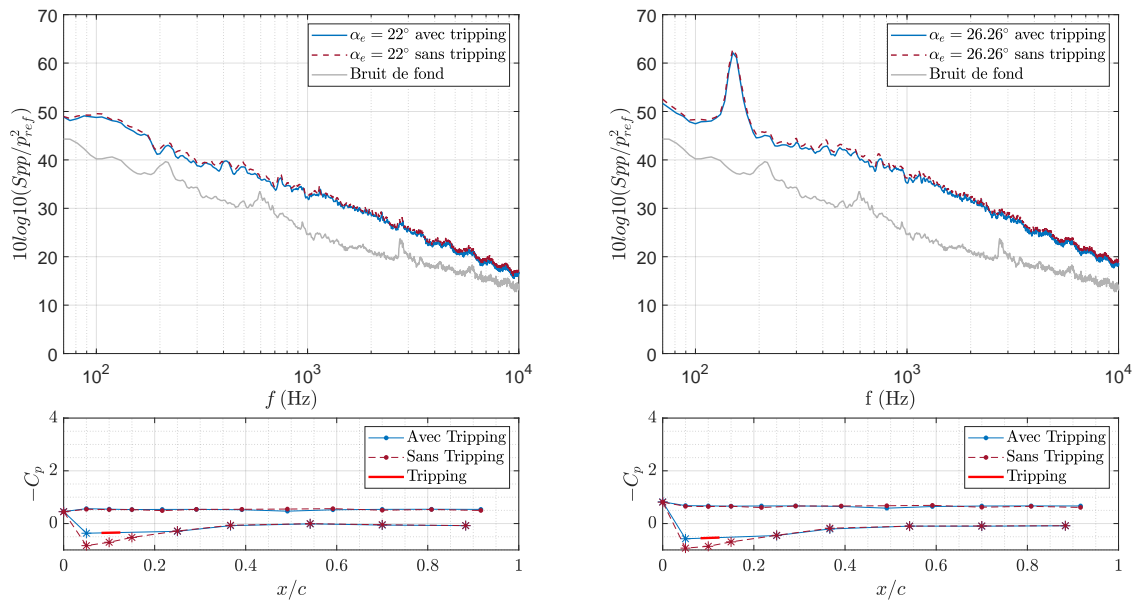 70
60
50
40
30
20
10
0
10log10(Spp/p²ref)
αe = 22° avec tripping
αe = 22° sans tripping
Bruit de fond
10² 10³ 10⁴
f (Hz)
70
60
50
40
30
20
10
0
10log10(Spp/p²ref)
αe = 26.26° avec tripping
αe = 26.26° sans tripping
Bruit de fond
10² 10³ 10⁴
f (Hz)
4
2
0
−Cp
Avec Tripping
Sans Tripping
Tripping
0 0.2 0.4 0.6 0.8 1
x/c
4
2
0
−Cp
Avec Tripping
Sans Tripping
Tripping
0 0.2 0.4 0.6 0.8 1
x/c